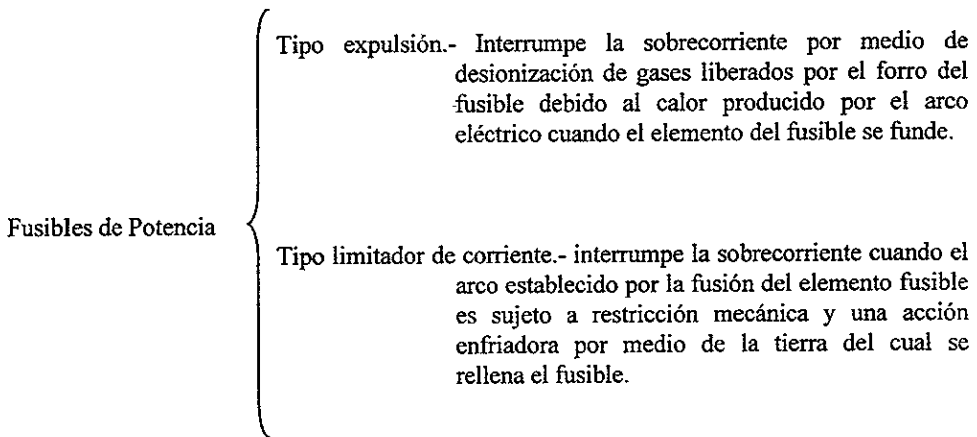 Tipo expulsión.- Interrumpe la sobrecorriente por medio de
desionización de gases liberados por el forro del
fusible debido al calor producido por el arco
eléctrico cuando el elemento del fusible se funde.
Fusibles de Potencia
Tipo limitador de corriente.- interrumpe la sobrecorriente cuando el
arco establecido por la fusión del elemento fusible
es sujeto a restricción mecánica y una acción
enfriadora por medio de la tierra del cual se
rellena el fusible.